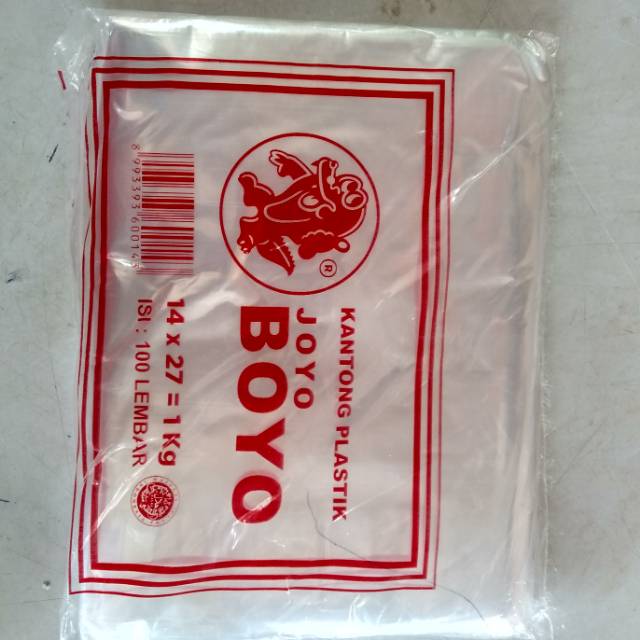 KANTONG PLASTIK
JOYO
BOYO
®
14 x 27 = 1 Kg
ISI : 100 LEMBAR